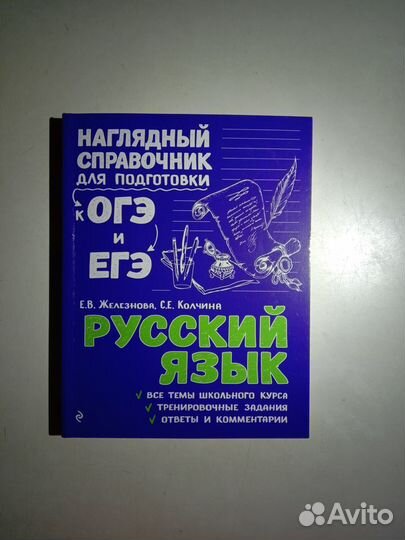 НАГЛЯДНЫЙ
СПРАВОЧНИК
ДЛЯ ПОДГОТОВКИ
К ОГЭ
И
ЕГЭ
Е.В. ЖЕЛЕЗНОВА, С.Е. КОЛЧИНА
РУССКИЙ
ЯЗЫК
✓ ВСЕ ТЕМЫ ШКОЛЬНОГО КУРСА
✓ ТРЕНИРОВОЧНЫЕ ЗАДАНИЯ
✓ ОТВЕТЫ И КОММЕНТАРИИ
Avito